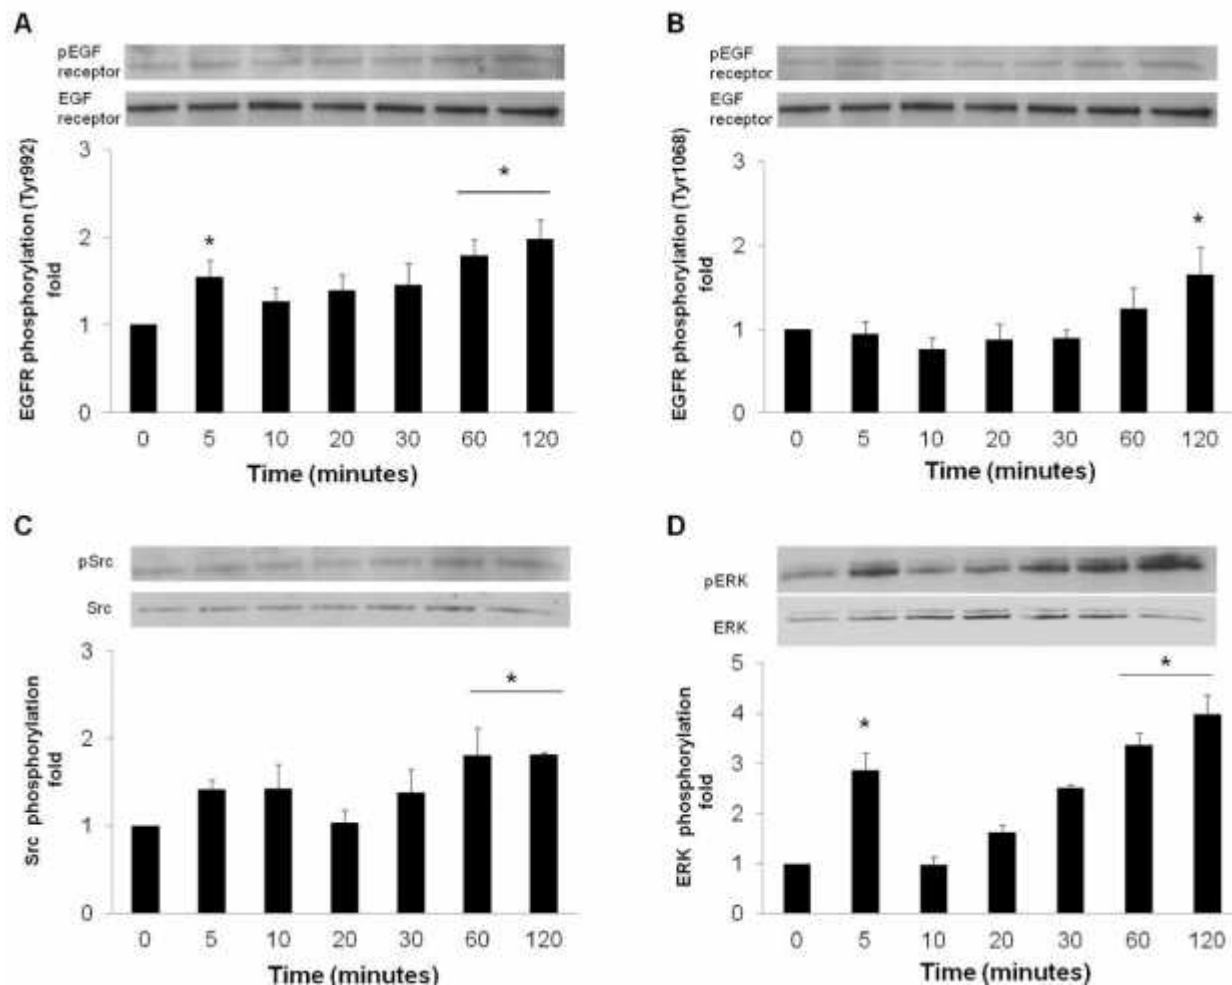 A
pEGF
receptor
EGF
receptor
EGFR phosphorylation (Tyr992)
fold
3
*
2
*
1
0
0 5 10 20 30 60 120
Time (minutes)
B
pEGF
receptor
EGF
receptor
EGFR phosphorylation (Tyr1068)
fold
3
2
*
1
0
0 5 10 20 30 60 120
Time (minutes)
C
pSrc
Src
Src phosphorylation
fold
3
*
2
1
0
0 5 10 20 30 60 120
Time (minutes)
D
pERK
ERK
ERK phosphorylation
fold
5
*
4
*
3
2
1
0
0 5 10 20 30 60 120
Time (minutes)